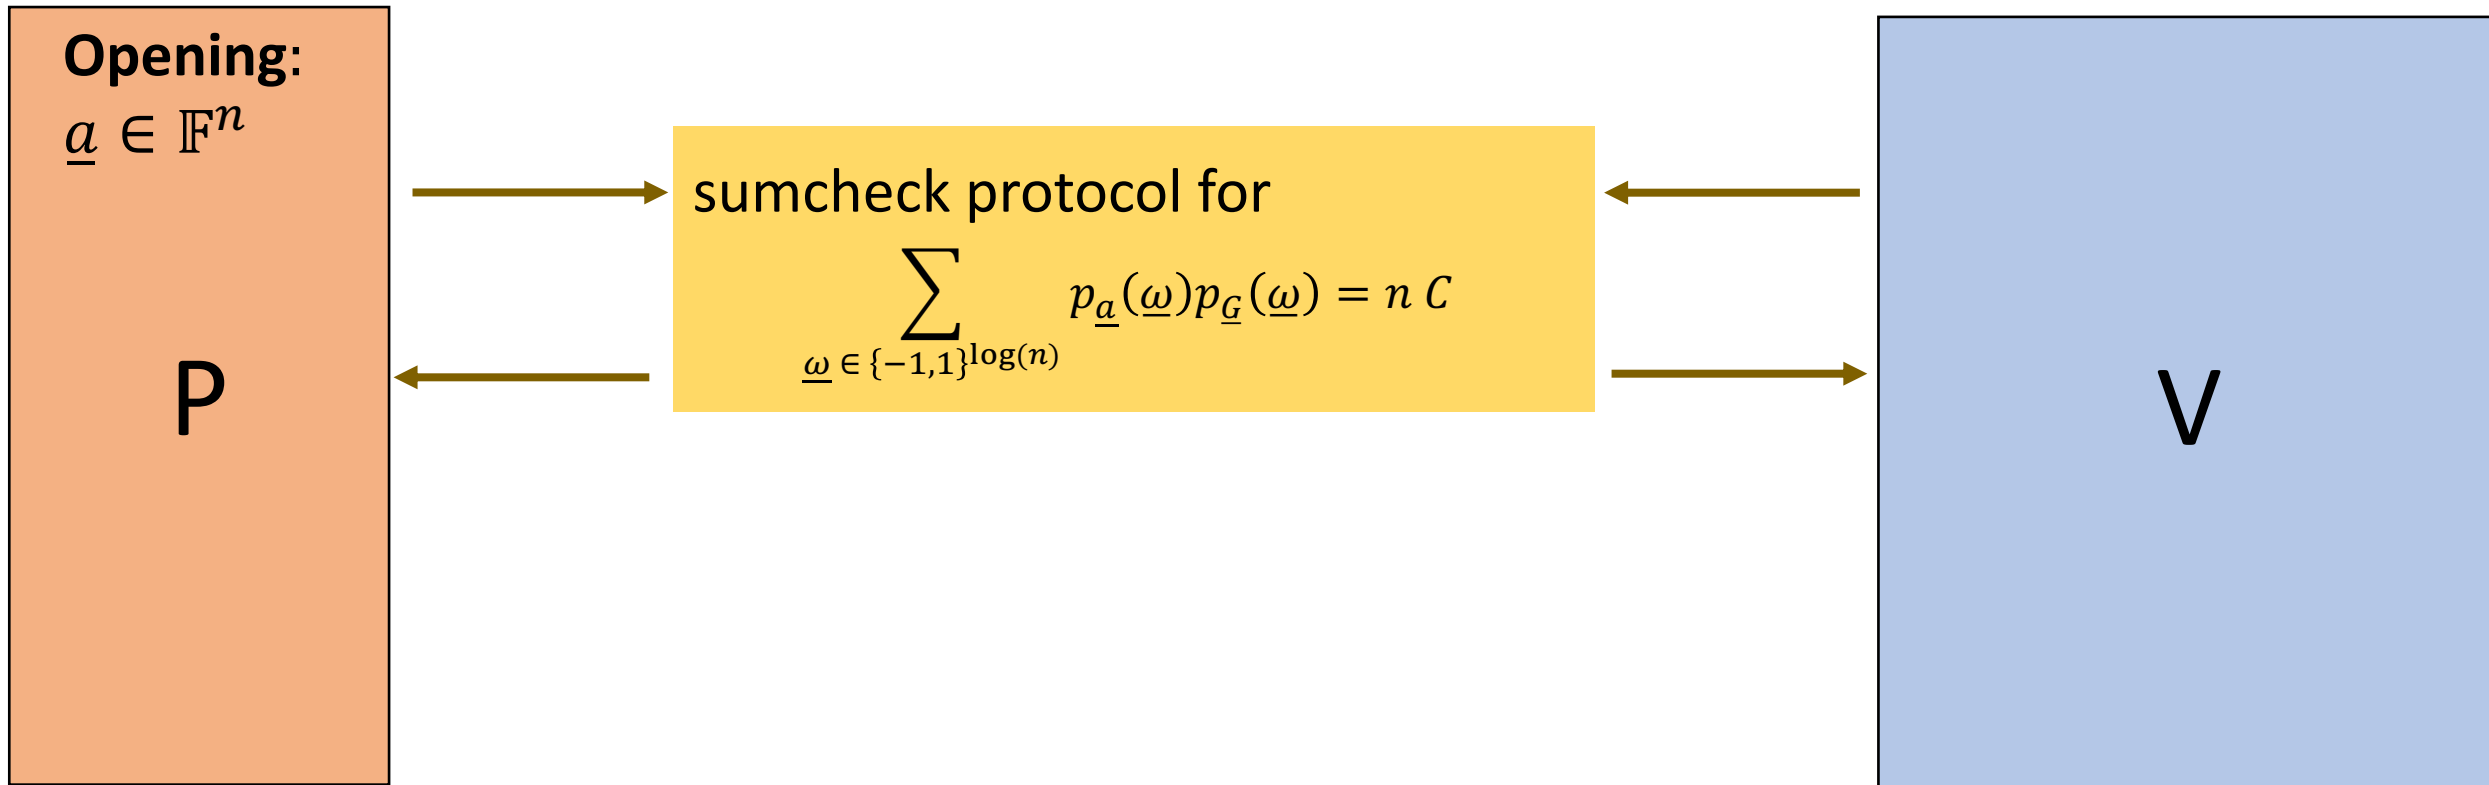 Opening:
a ∈ 𝔽ⁿ
P
sumcheck protocol for
∑ p_a(ω)p_G(ω) = n C
ω ∈ {−1,1}^log(n)
V